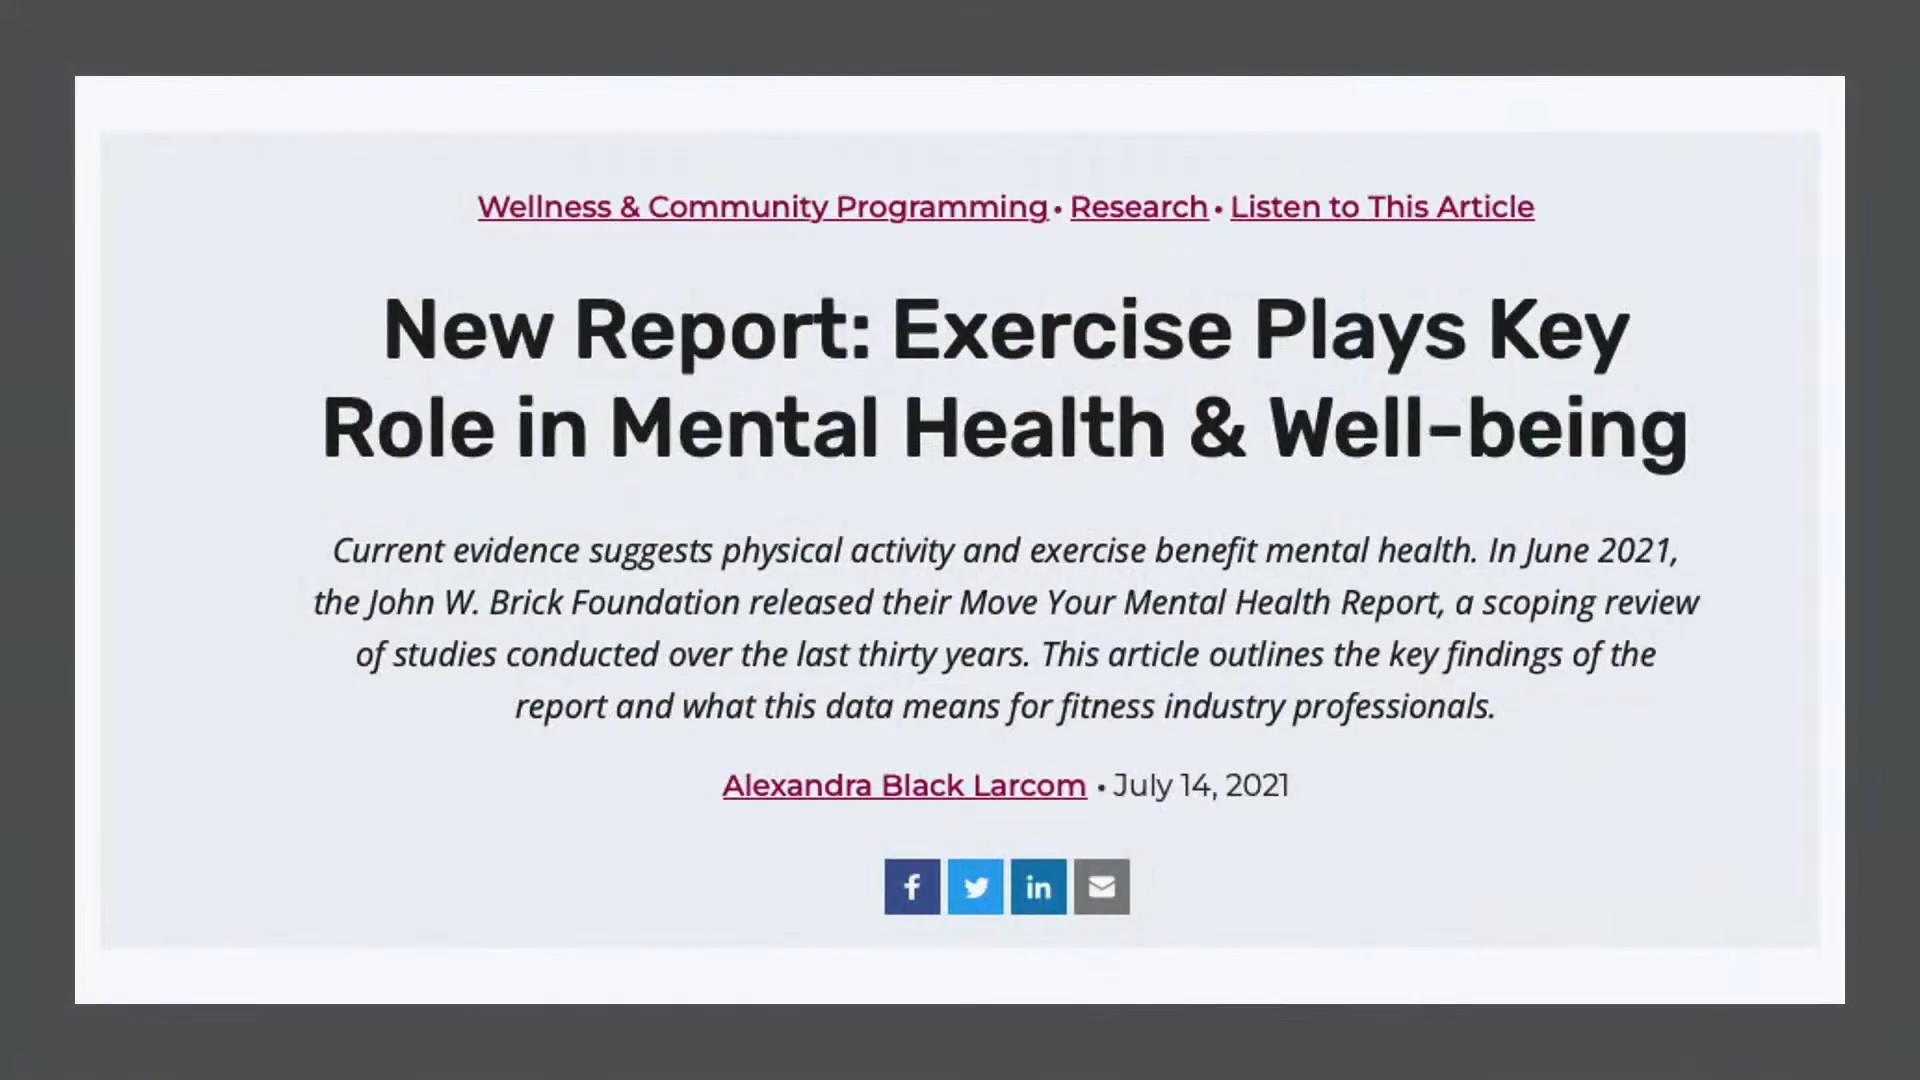 Wellness & Community Programming • Research • Listen to This Article
New Report: Exercise Plays Key
Role in Mental Health & Well-being
Current evidence suggests physical activity and exercise benefit mental health. In June 2021,
the John W. Brick Foundation released their Move Your Mental Health Report, a scoping review
of studies conducted over the last thirty years. This article outlines the key findings of the
report and what this data means for fitness industry professionals.
Alexandra Black Larcom • July 14, 2021